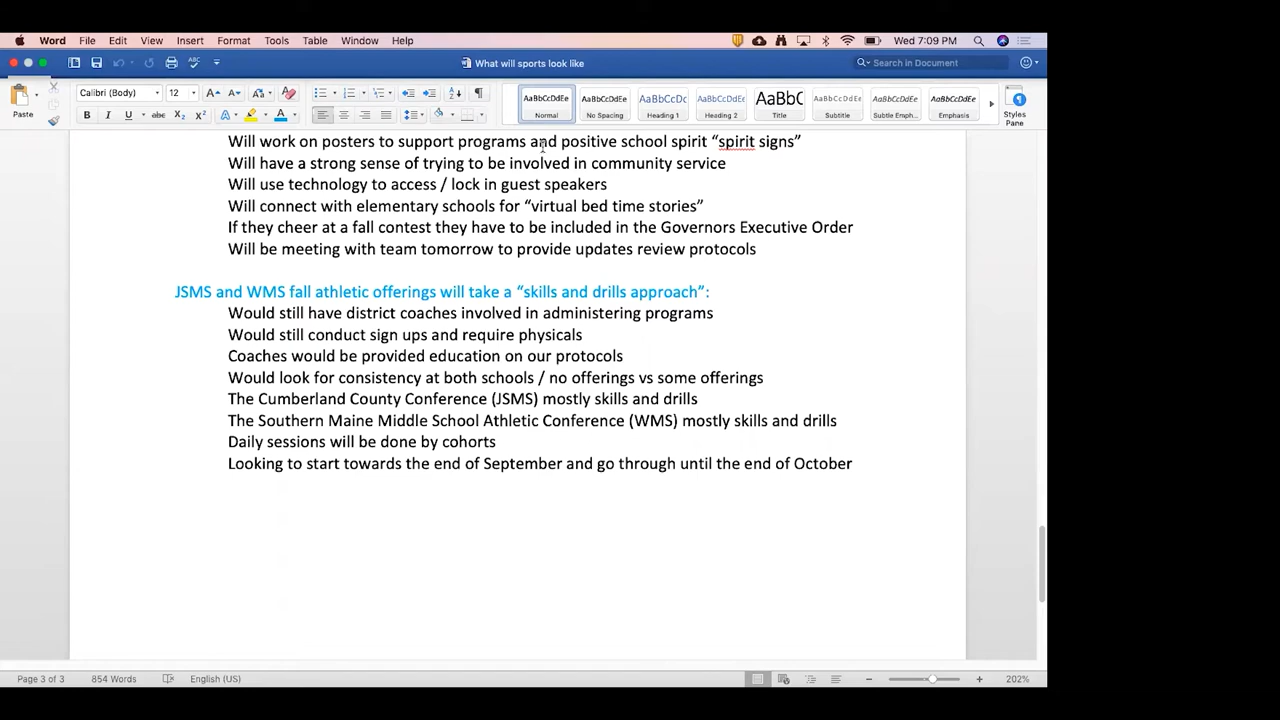 Word File Edit View Insert Format Tools Table Window Help Wed 7:09 PM
What will sports look like Search in Document
Paste Calibri (Body) 12
AaBbCcDdEe AaBbCcDdEe AaBbCcDc AaBbCcDdEe AaBbC AaBbCcDdEe AaBbCcDdEe AaBbCcDdEe
Normal No Spacing Heading 1 Heading 2 Title Subtitle Subtle Emph... Emphasis Styles Pane
B I U abc X₂ X²
Will work on posters to support programs and positive school spirit “spirit signs”
Will have a strong sense of trying to be involved in community service
Will use technology to access / lock in guest speakers
Will connect with elementary schools for “virtual bed time stories”
If they cheer at a fall contest they have to be included in the Governors Executive Order
Will be meeting with team tomorrow to provide updates review protocols
JSMS and WMS fall athletic offerings will take a “skills and drills approach”:
Would still have district coaches involved in administering programs
Would still conduct sign ups and require physicals
Coaches would be provided education on our protocols
Would look for consistency at both schools / no offerings vs some offerings
The Cumberland County Conference (JSMS) mostly skills and drills
The Southern Maine Middle School Athletic Conference (WMS) mostly skills and drills
Daily sessions will be done by cohorts
Looking to start towards the end of September and go through until the end of October
Page 3 of 3 854 Words English (US) 202%